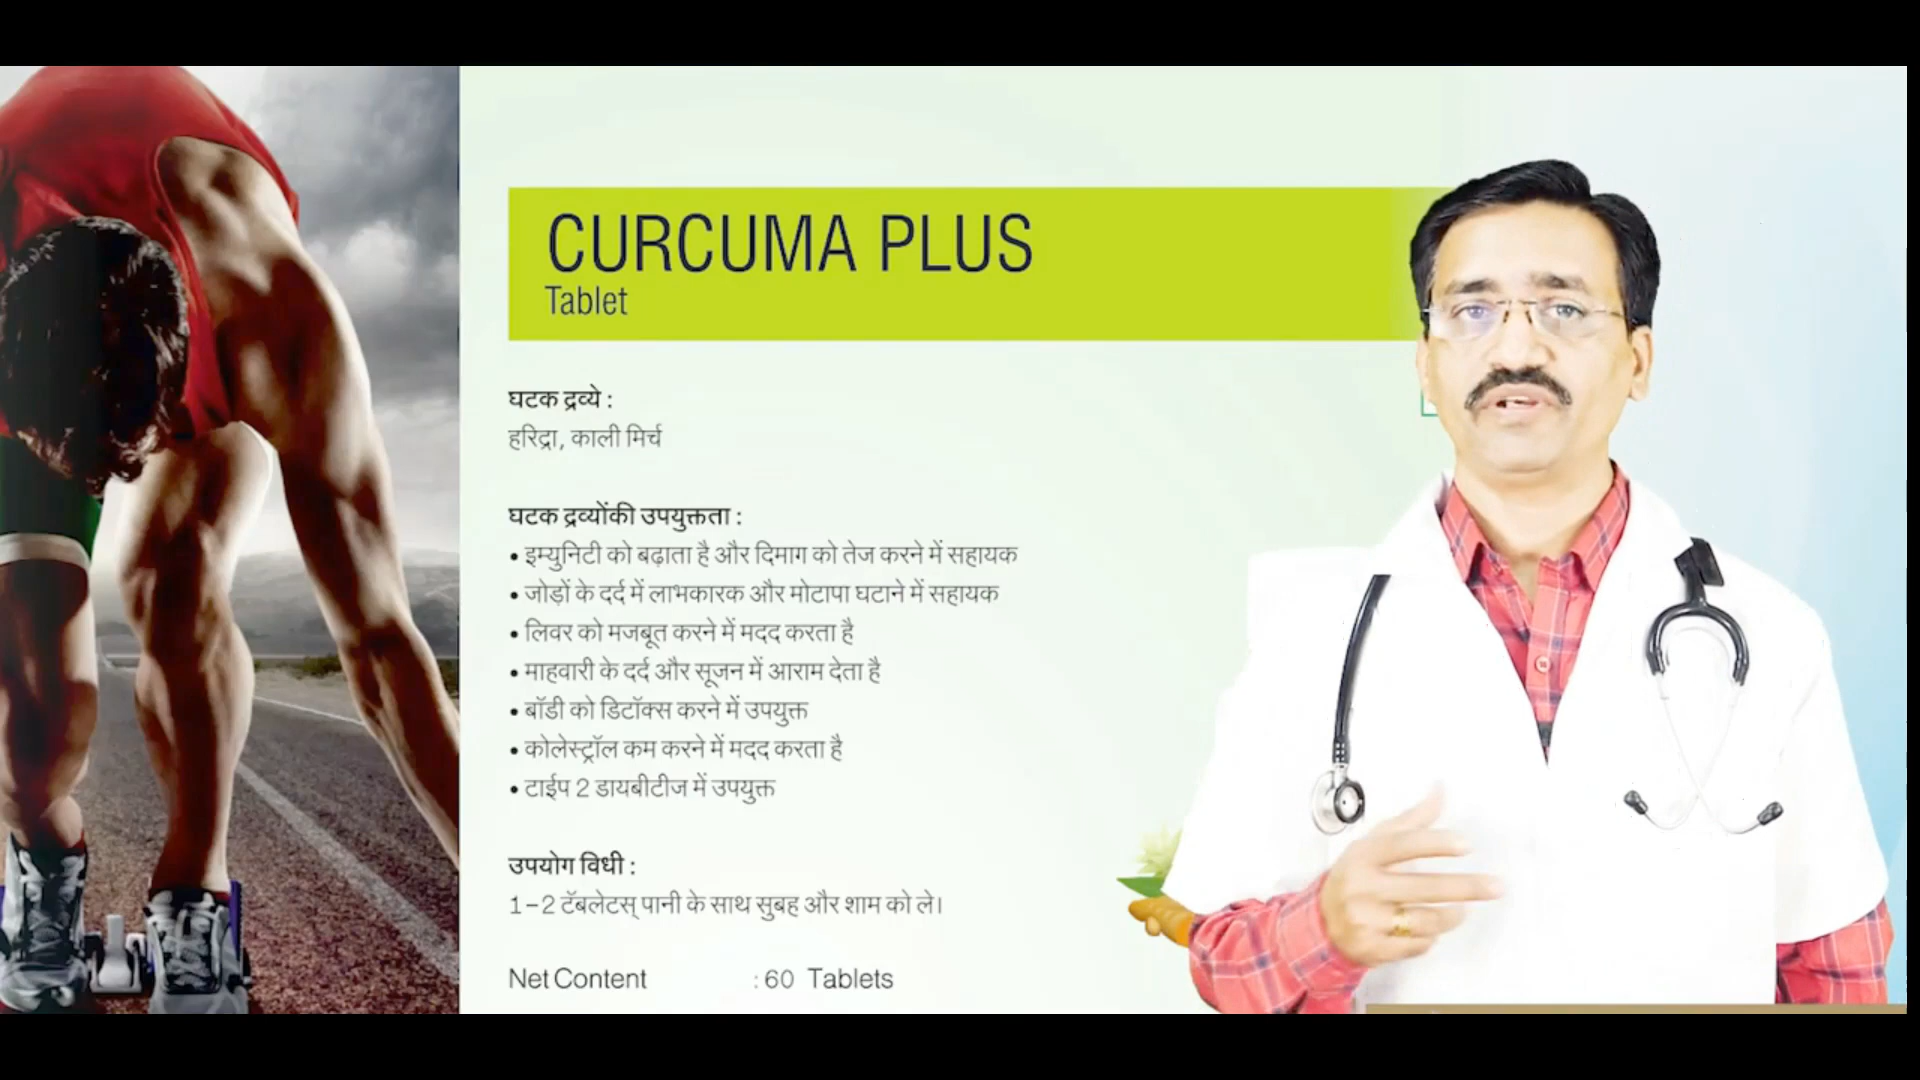 CURCUMA PLUS
Tablet
घटक द्रव्ये :
हरिद्रा, काली मिर्च
घटक द्रव्योंकी उपयुक्तता :
• इम्युनिटी को बढ़ाता है और दिमाग को तेज करने में सहायक
• जोड़ों के दर्द में लाभकारक और मोटापा घटाने में सहायक
• लिवर को मजबूत करने में मदद करता है
• माहवारी के दर्द और सूजन में आराम देता है
• बॉडी को डिटॉक्स करने में उपयुक्त
• कोलेस्ट्रॉल कम करने में मदद करता है
• टाईप 2 डायबीटीज में उपयुक्त
उपयोग विधी :
1-2 टॅबलेटस् पानी के साथ सुबह और शाम को ले।
Net Content : 60 Tablets